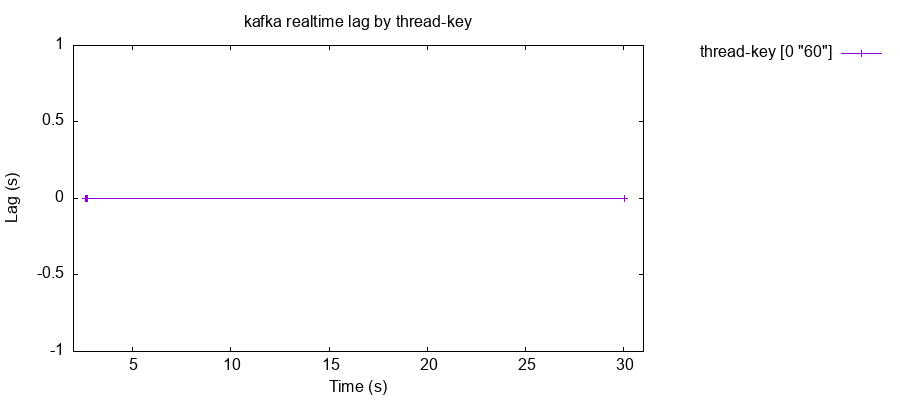 kafka realtime lag by thread-key
thread-key [0 "60"]
1
0.5
0
-0.5
-1
Lag (s)
5 10 15 20 25 30
Time (s)